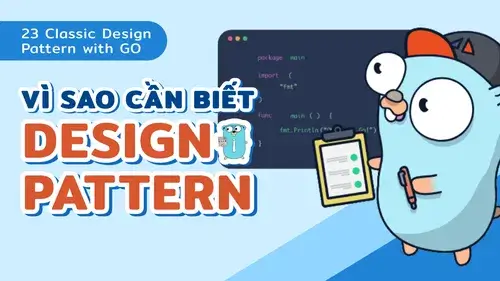 23 Classic Design
Pattern with GO
VÌ SAO CẦN BIẾT
DESIGN
PATTERN
package main
import {
"fmt"
func main ( ) {
fmt.Println(
Go!")
}